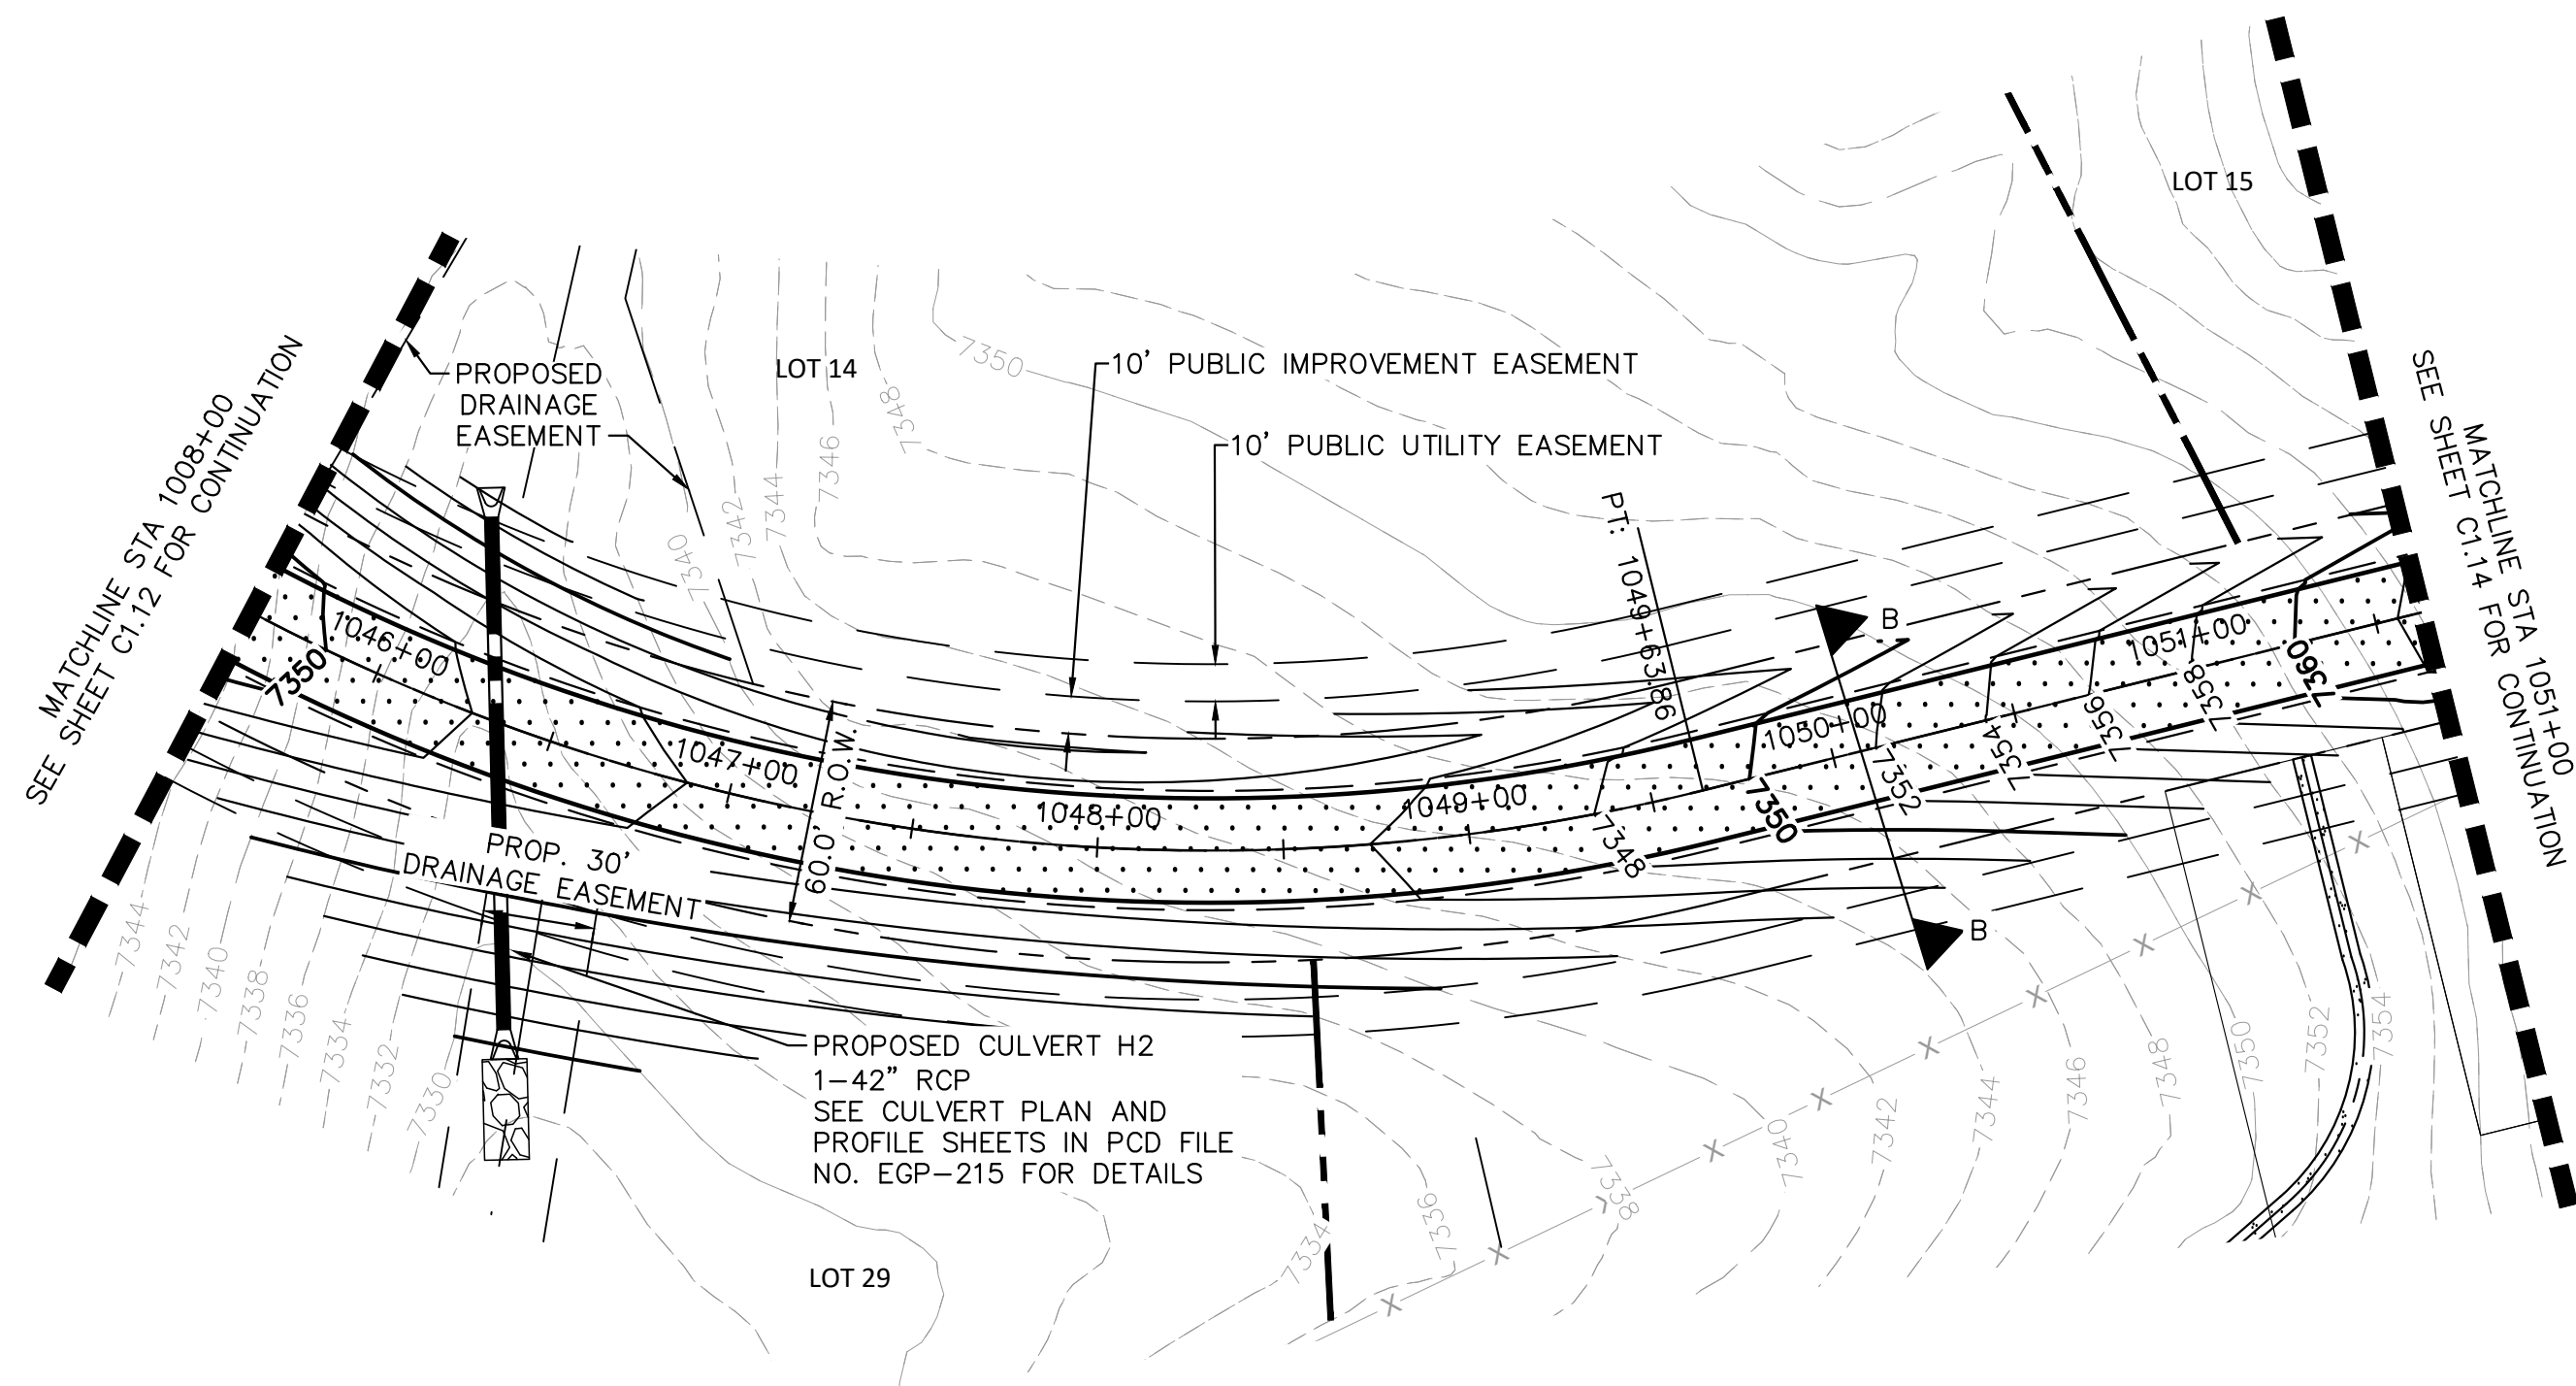 MATCHLINE STA 1008+00
SEE SHEET C1.12 FOR CONTINUATION
PROPOSED
DRAINAGE
EASEMENT
LOT 14
10' PUBLIC IMPROVEMENT EASEMENT
10' PUBLIC UTILITY EASEMENT
LOT 15
MATCHLINE STA 1051+00
SEE SHEET C1.14 FOR CONTINUATION
7350
7348
7346
7344
7342
7340
PT: 1049+63.86
B
1046+00
1047+00
1048+00
1049+00
1050+00
1051+00
7350
7348
7350
7352
7354
7356
7358
7360
60.0' R.O.W.
B
PROP. 30'
DRAINAGE EASEMENT
7344
7342
7340
7338
7336
7334
7332
7330
PROPOSED CULVERT H2
1-42" RCP
SEE CULVERT PLAN AND
PROFILE SHEETS IN PCD FILE
NO. EGP-215 FOR DETAILS
7334
7336
7338
7340
7342
7344
7346
7348
7350
7352
7354
X
X
X
X
X
X
X
X
X
X
LOT 29